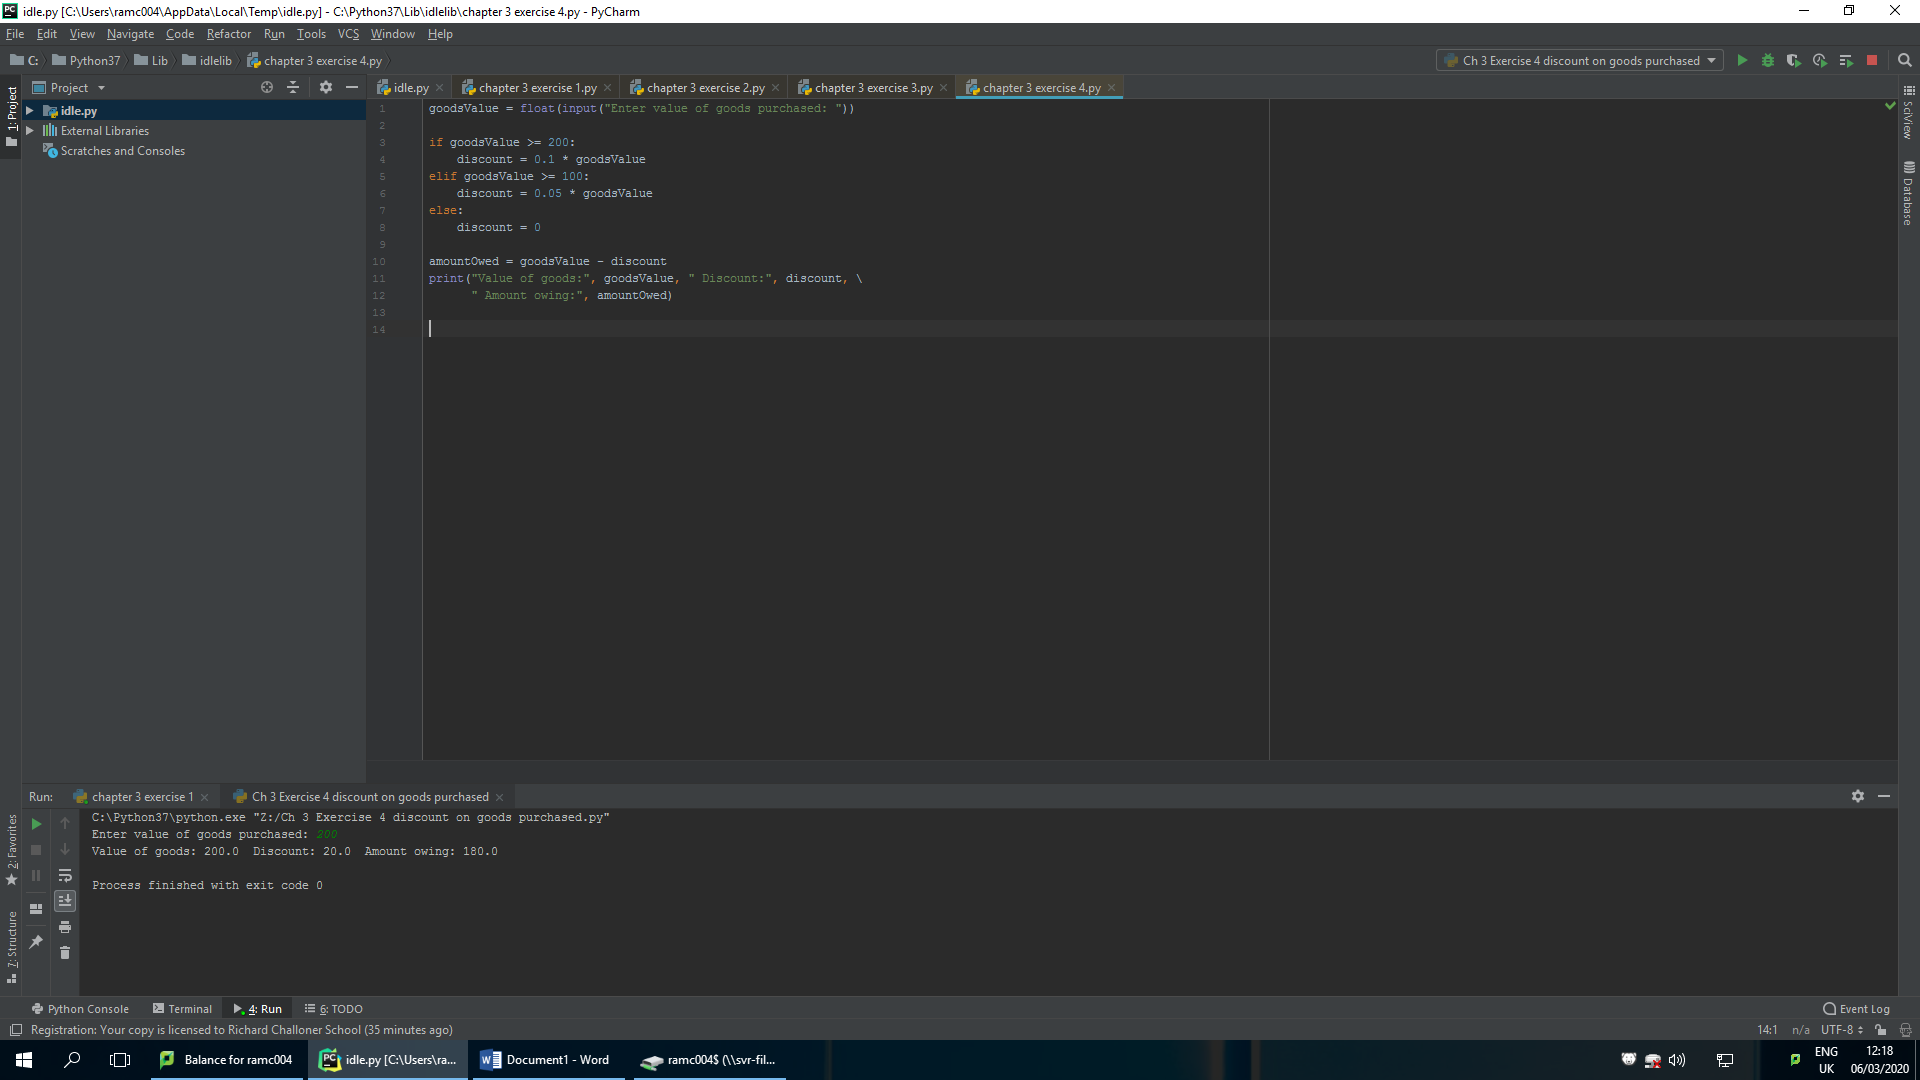 idle.py [C:\Users\ramc004\AppData\Local\Temp\idle.py] - C:\Python37\Lib\idlelib\chapter 3 exercise 4.py - PyCharm
File Edit View Navigate Code Refactor Run Tools VCS Window Help
C: Python37 Lib idlelib chapter 3 exercise 4.py
Ch 3 Exercise 4 discount on goods purchased
1: Project
Project
idle.py
External Libraries
Scratches and Consoles
idle.py chapter 3 exercise 1.py chapter 3 exercise 2.py chapter 3 exercise 3.py chapter 3 exercise 4.py
1 goodsValue = float(input("Enter value of goods purchased: "))
2
3 if goodsValue >= 200:
4 discount = 0.1 * goodsValue
5 elif goodsValue >= 100:
6 discount = 0.05 * goodsValue
7 else:
8 discount = 0
9
10 amountOwed = goodsValue - discount
11 print("Value of goods:", goodsValue, " Discount:", discount, \
12 " Amount owing:", amountOwed)
13
14
SciView
Database
Run: chapter 3 exercise 1 Ch 3 Exercise 4 discount on goods purchased
C:\Python37\python.exe "Z:/Ch 3 Exercise 4 discount on goods purchased.py"
Enter value of goods purchased: 200
Value of goods: 200.0  Discount: 20.0  Amount owing: 180.0
Process finished with exit code 0
2: Favorites
7: Structure
Python Console Terminal 4: Run 6: TODO Event Log
Registration: Your copy is licensed to Richard Challoner School (35 minutes ago) 14:1 n/a UTF-8
Balance for ramc004 idle.py [C:\Users\ra... Document1 - Word ramc004$ (\\svr-fil...
ENG 12:18
UK 06/03/2020